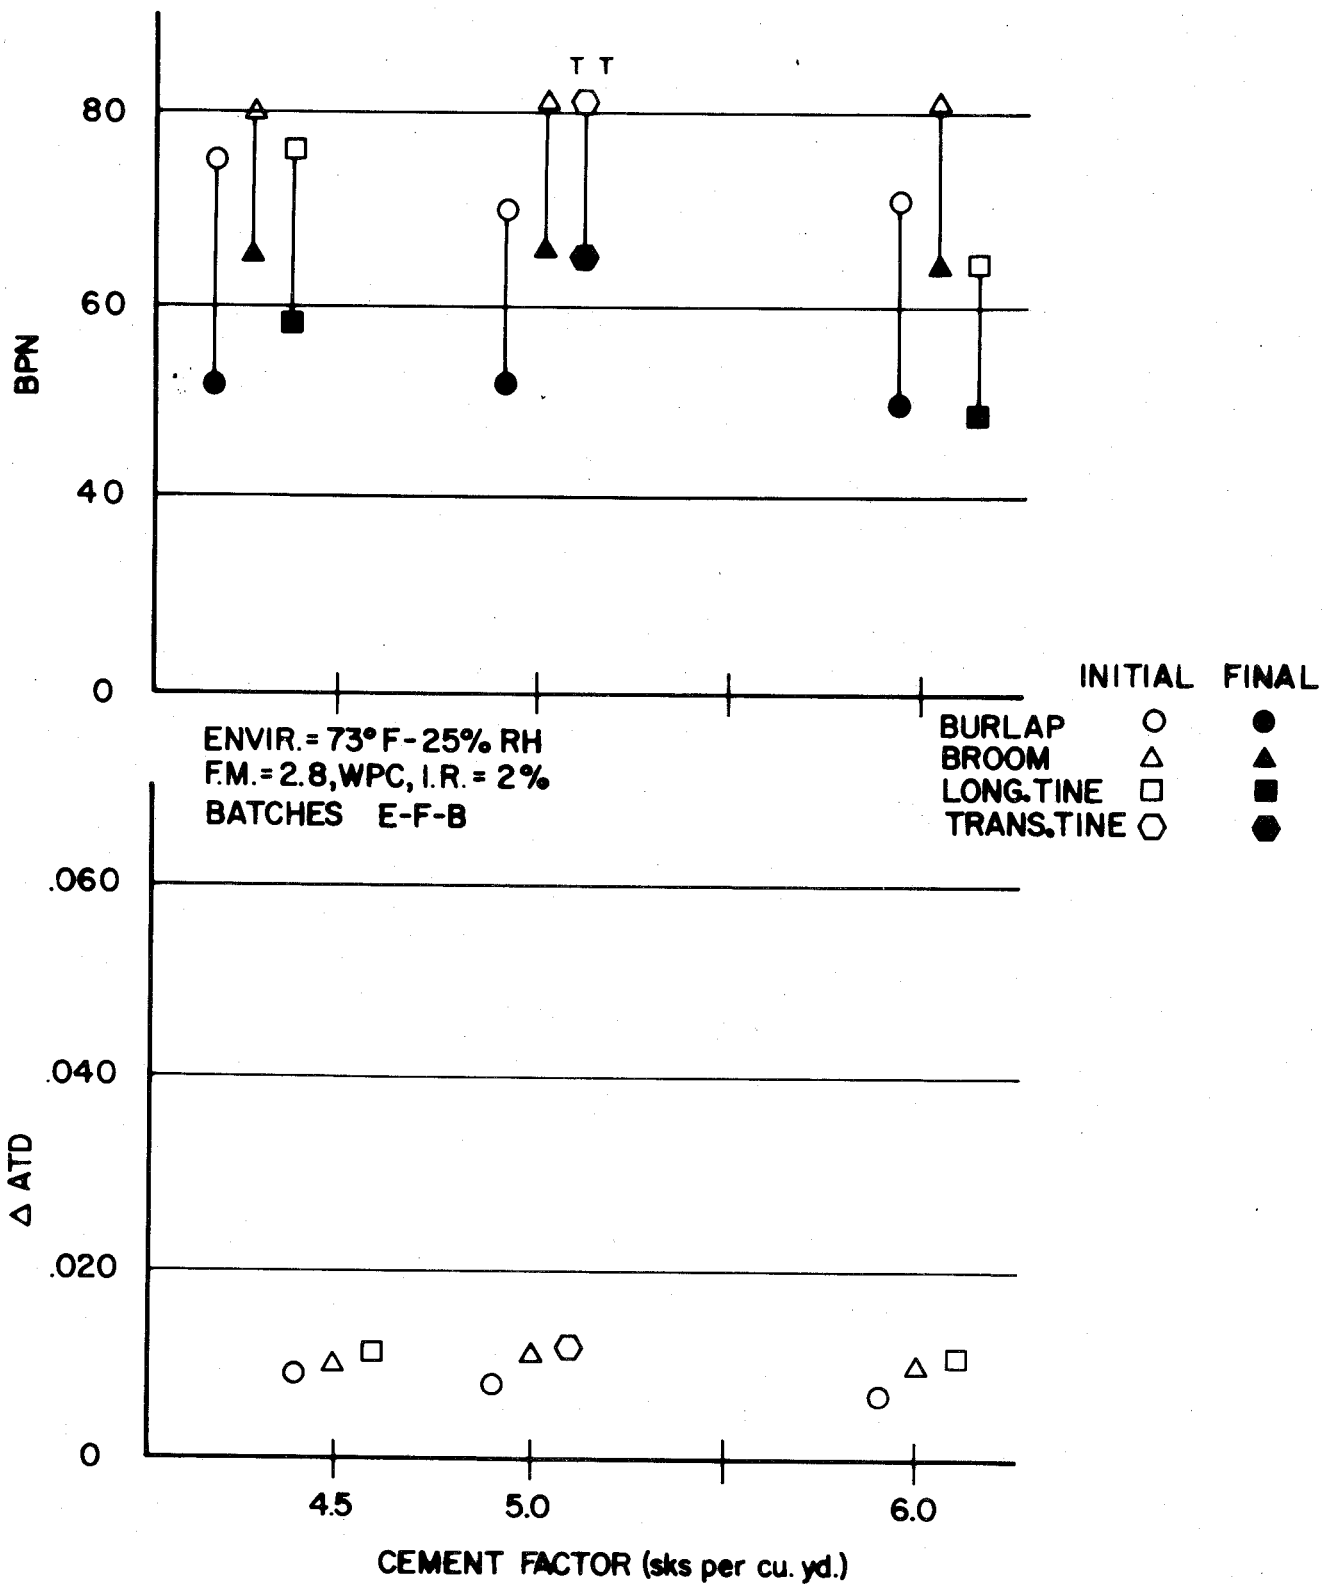 T T
80
60
BPN
40
0
INITIAL FINAL
BURLAP
BROOM
LONG.TINE
TRANS.TINE
ENVIR.= 73° F-25% RH
F.M.= 2.8, WPC, I.R. = 2%
BATCHES E-F-B
.060
.040
Δ ATD
.020
0
4.5 5.0 6.0
CEMENT FACTOR (sks per cu. yd.)